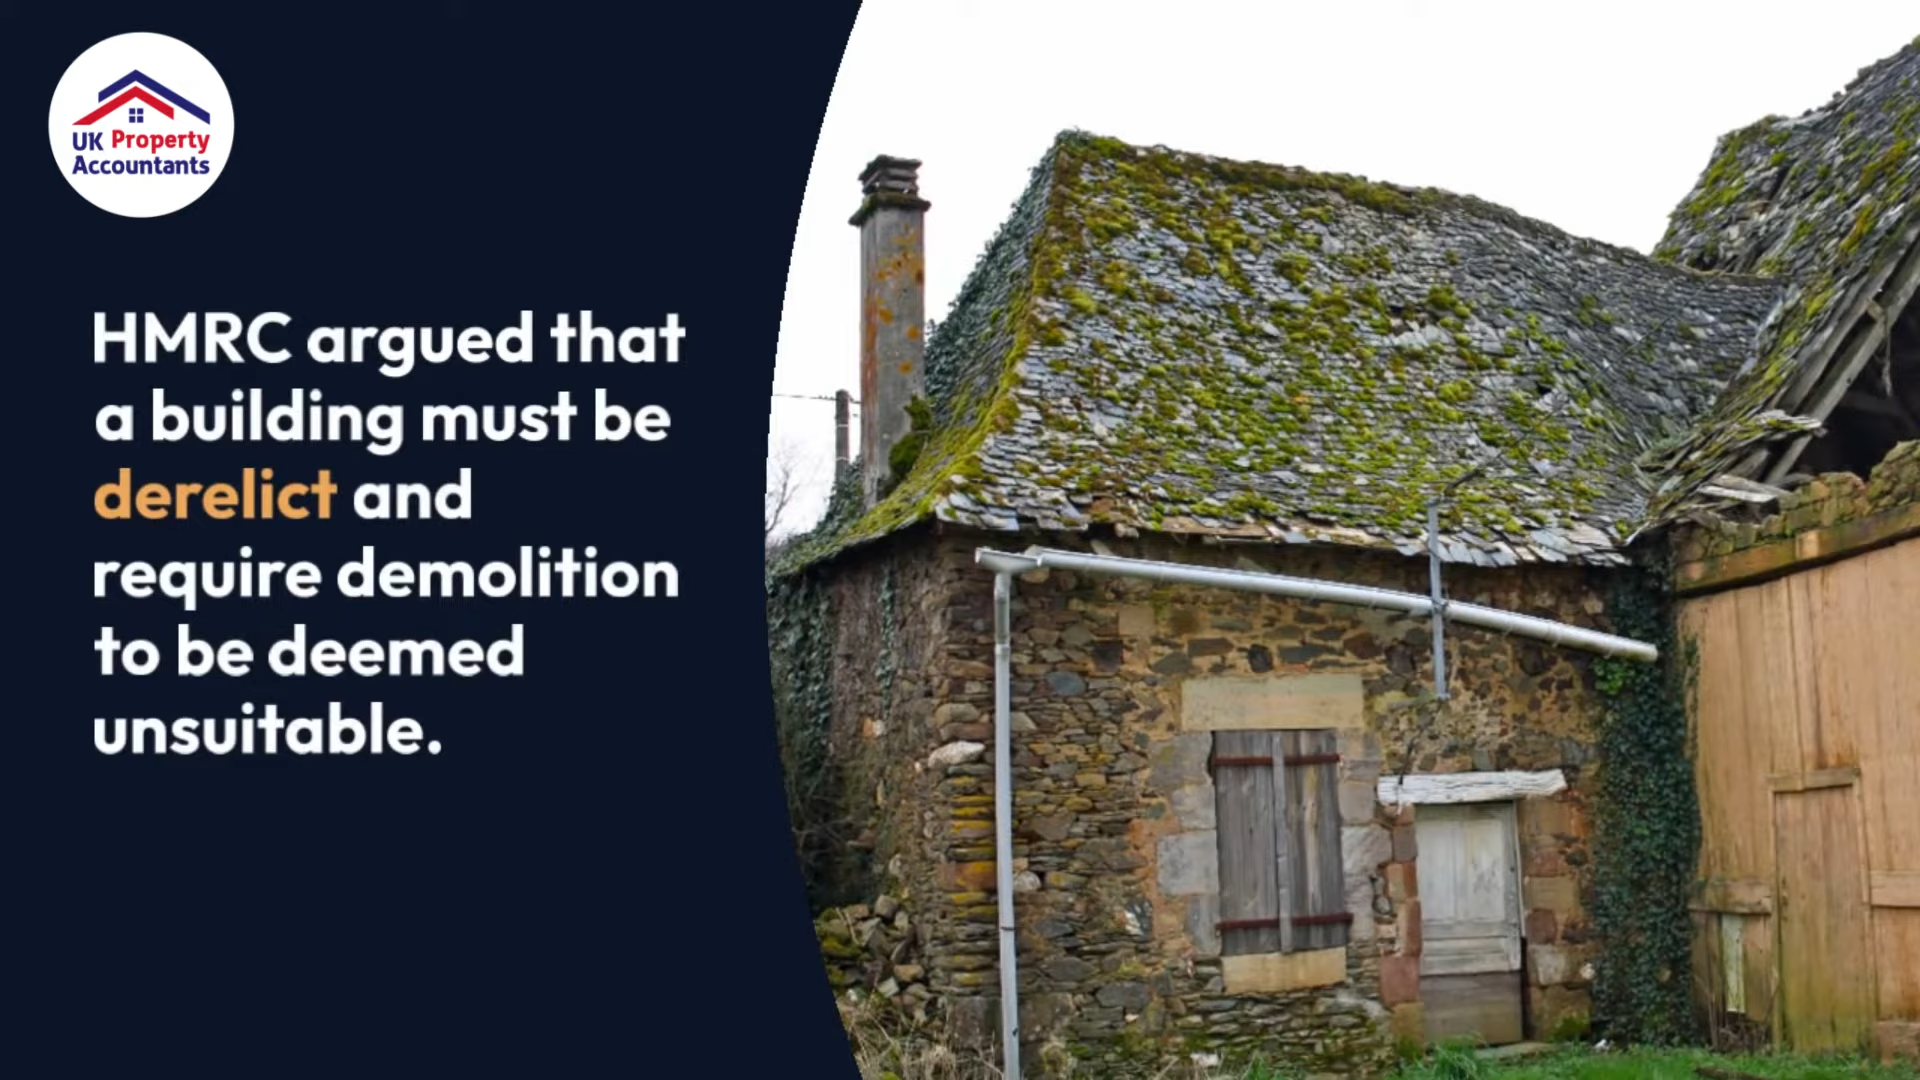 UK Property
Accountants
HMRC argued that
a building must be
derelict and
require demolition
to be deemed
unsuitable.